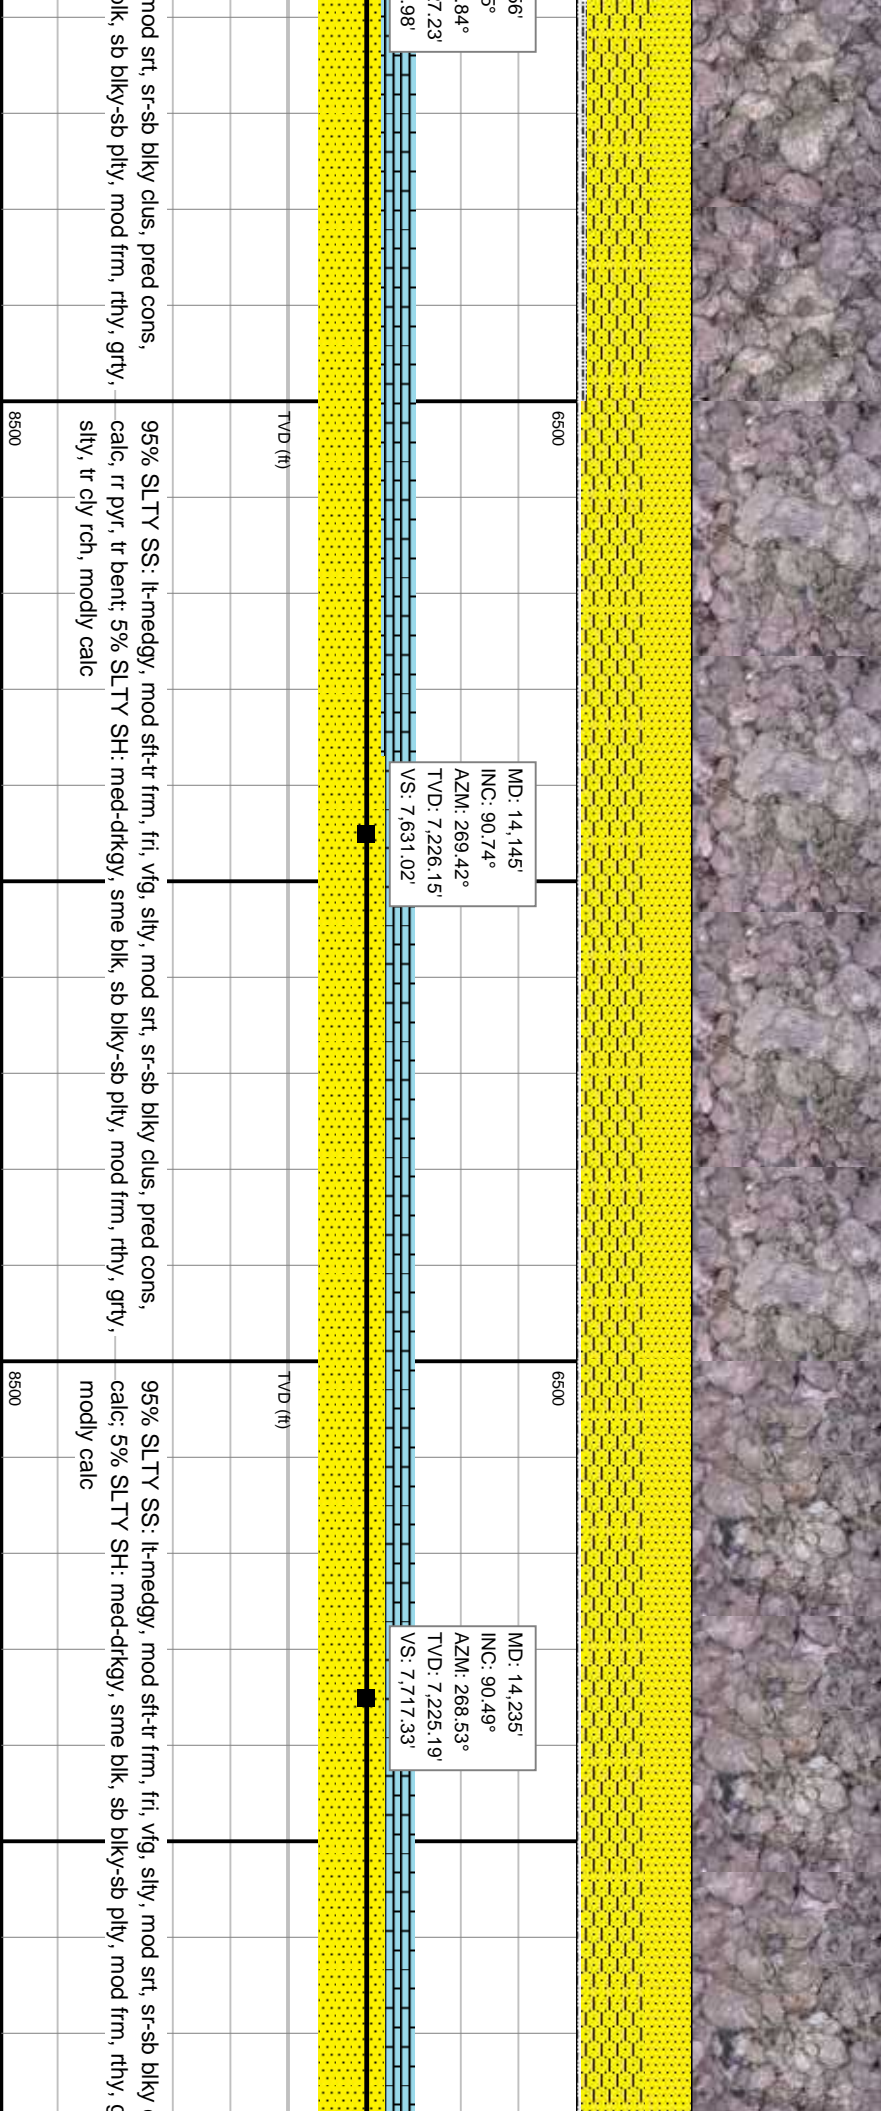 mod srt, sr-sb blky clus, pred cons,
blk, sb blky-sb plty, mod frm, rthy, grty,
56'
.84°
7.23'
.98'
8500
TVD (ft)
6500
95% SLTY SS: lt-medgy, mod sft-tr frm, fri, vfg, slty, mod srt, sr-sb blky clus, pred cons,
calc, rr pyr, tr bent; 5% SLTY SH: med-drkgy, sme blk, sb blky-sb plty, mod frm, rthy, grty,
slty, tr cly rch, modly calc
MD: 14,145'
INC: 90.74°
AZM: 269.42°
TVD: 7,226.15'
VS: 7,631.02'
8500
TVD (ft)
6500
95% SLTY SS: lt-medgy, mod sft-tr frm, fri, vfg, slty, mod srt, sr-sb blky
calc; 5% SLTY SH: med-drkgy, sme blk, sb blky-sb plty, mod frm, rthy,
modly calc
MD: 14,235'
INC: 90.49°
AZM: 268.53°
TVD: 7,225.19'
VS: 7,717.33'